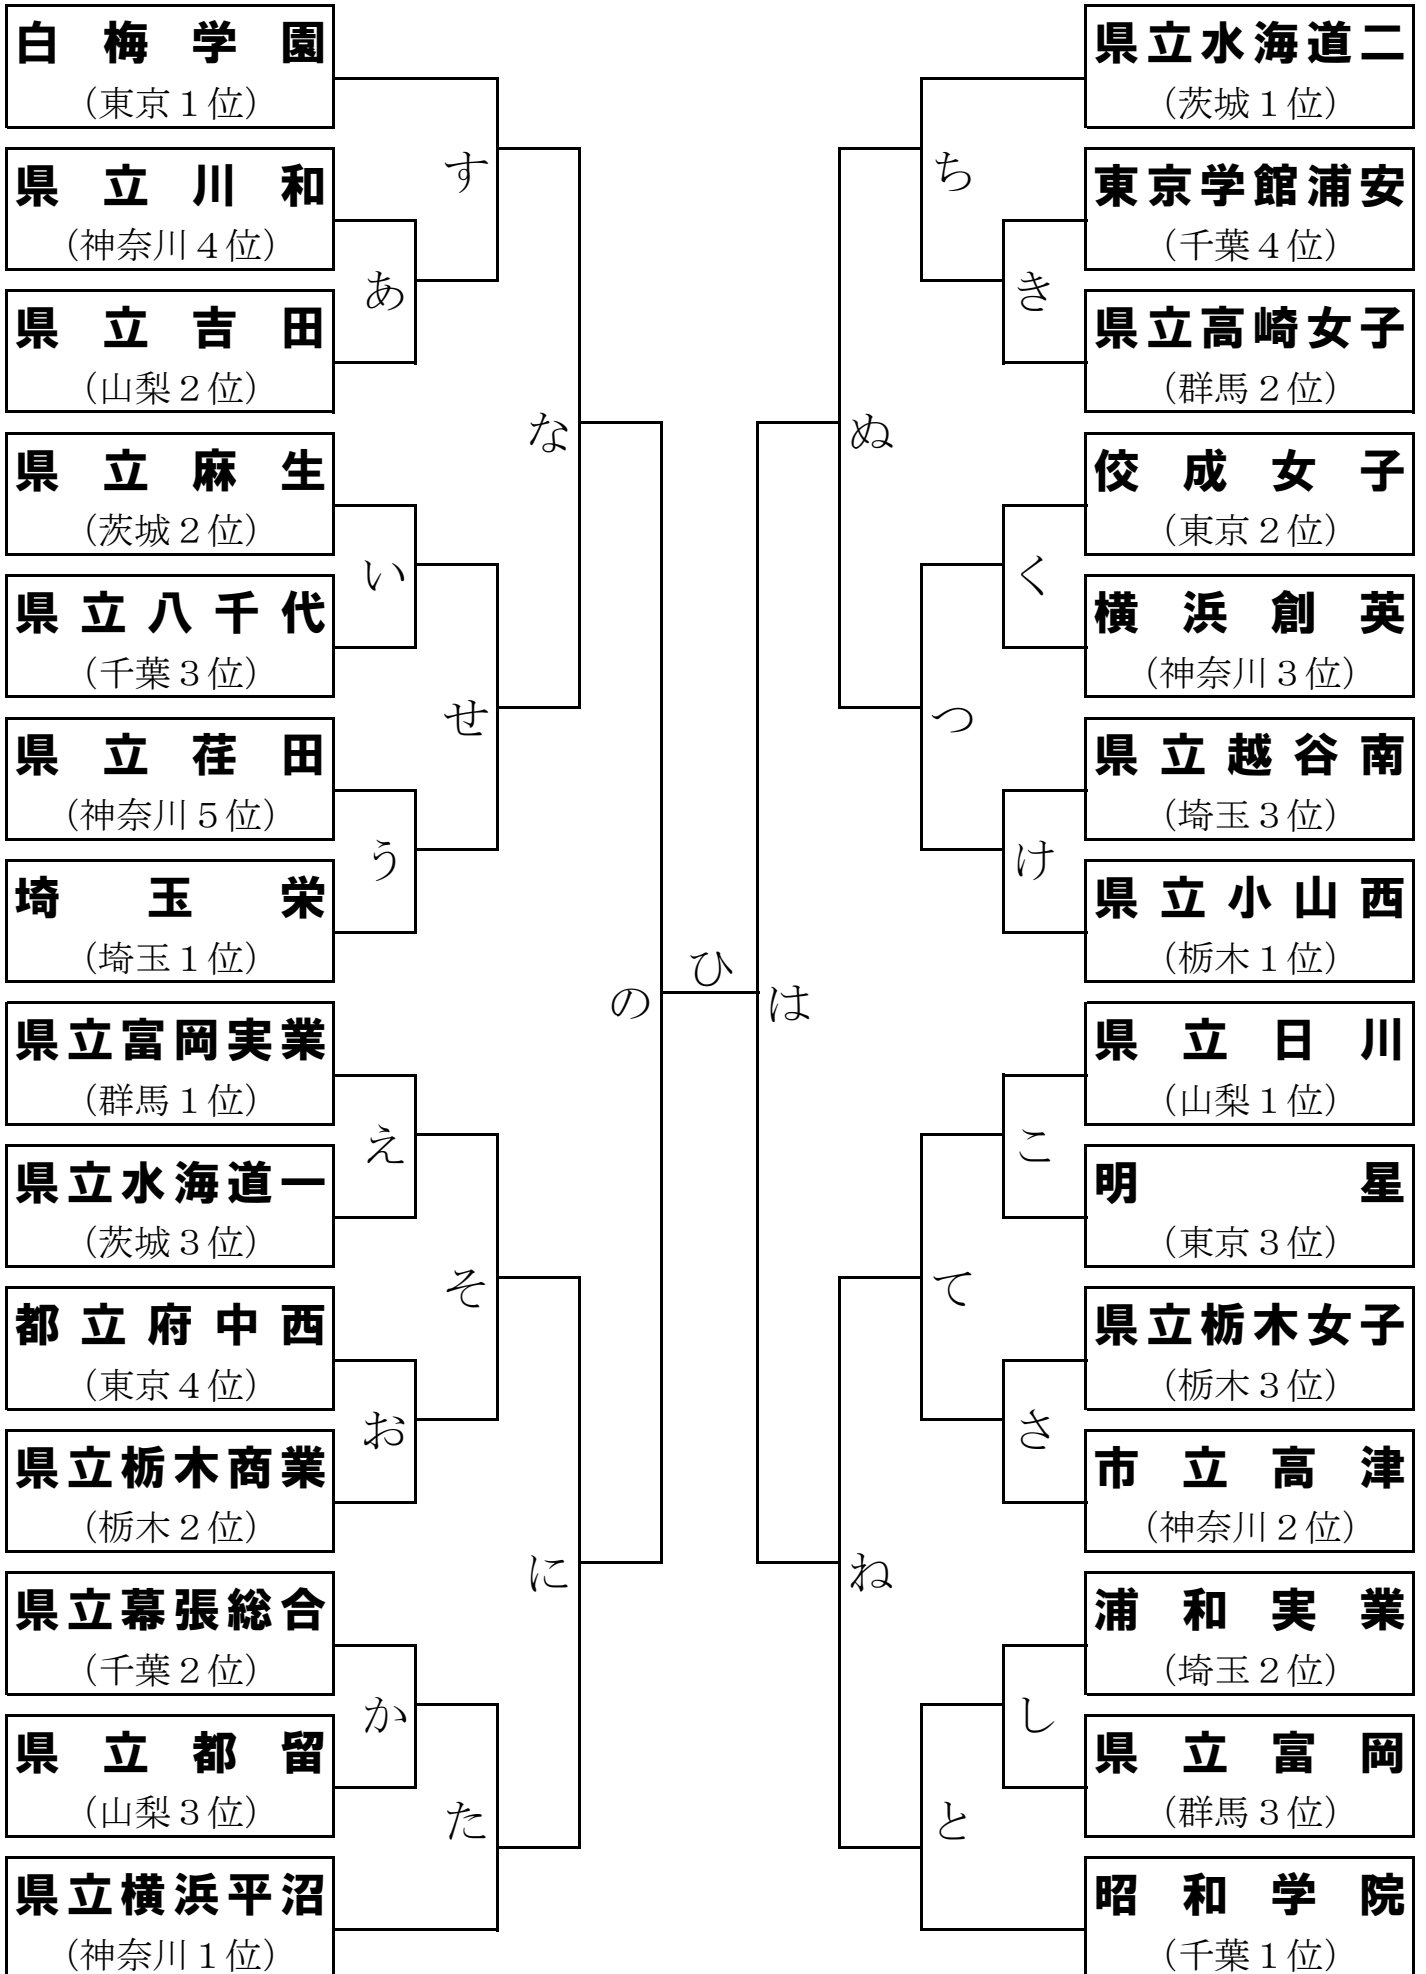 白梅学園
（東京１位）
県立川和
（神奈川４位）
県立吉田
（山梨２位）
県立麻生
（茨城２位）
県立八千代
（千葉３位）
県立荏田
（神奈川５位）
埼玉栄
（埼玉１位）
県立富岡実業
（群馬１位）
県立水海道一
（茨城３位）
都立府中西
（東京４位）
県立栃木商業
（栃木２位）
県立幕張総合
（千葉２位）
県立都留
（山梨３位）
県立横浜平沼
（神奈川１位）
あ
い
う
え
お
か
す
せ
そ
た
な
に
の
ひ
は
ぬ
ね
ち
つ
て
と
き
く
け
こ
さ
し
県立水海道二
（茨城１位）
東京学館浦安
（千葉４位）
県立高崎女子
（群馬２位）
佼成女子
（東京２位）
横浜創英
（神奈川３位）
県立越谷南
（埼玉３位）
県立小山西
（栃木１位）
県立日川
（山梨１位）
明星
（東京３位）
県立栃木女子
（栃木３位）
市立高津
（神奈川２位）
浦和実業
（埼玉２位）
県立富岡
（群馬３位）
昭和学院
（千葉１位）